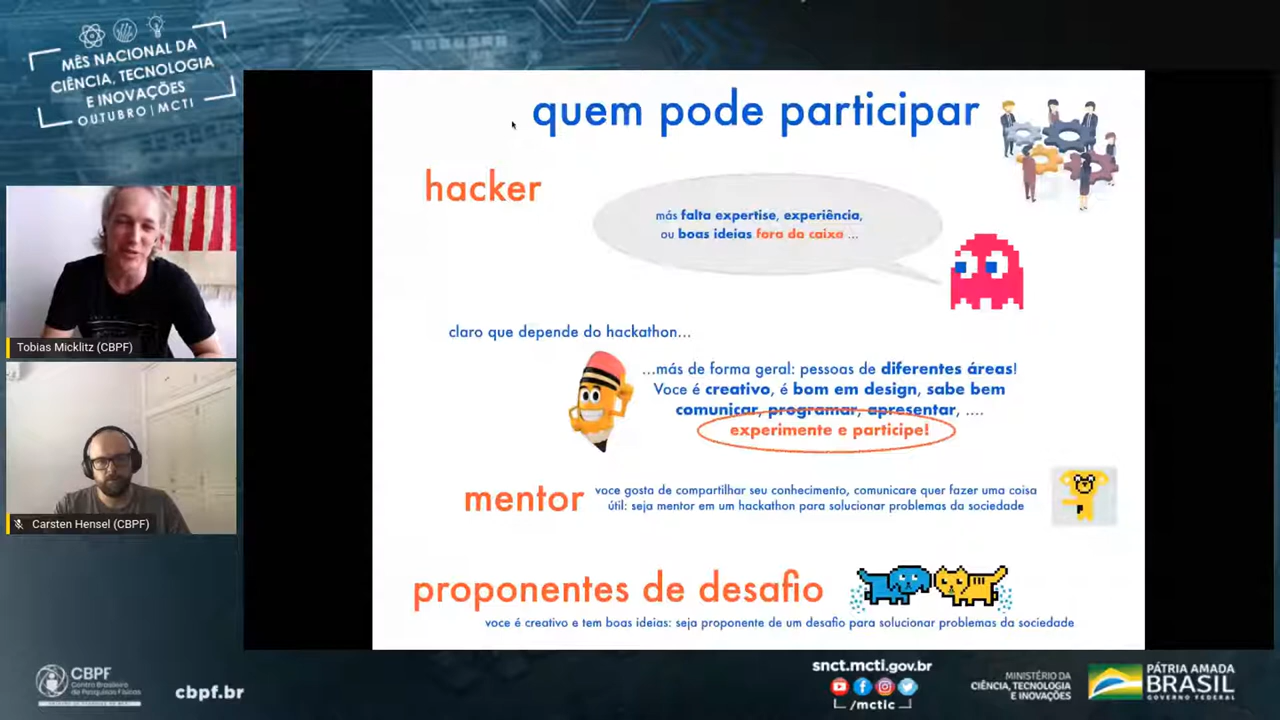 MÊS NACIONAL DA
CIÊNCIA, TECNOLOGIA
E INOVAÇÕES
OUTUBRO | MCTI
quem pode participar
hacker
más falta expertise, experiência,
ou boas ideias fora da caixa ...
Tobias Micklitz (CBPF)
claro que depende do hackathon...
...más de forma geral: pessoas de diferentes áreas!
Voce é creativo, é bom em design, sabe bem
comunicar, programar, apresentar, ....
experimente e participe!
Carsten Hensel (CBPF)
mentor
voce gosta de compartilhar seu conhecimento, comunicare quer fazer uma coisa
útil: seja mentor em um hackathon para solucionar problemas da sociedade
proponentes de desafio
você é creativo e tem boas ideias: seja proponente de um desafio para solucionar problemas da sociedade
CBPF
Centro Brasileiro
de Pesquisas Físicas
cbpf.br
snct.mcti.gov.br
/mctic
MINISTÉRIO DA
CIÊNCIA, TECNOLOGIA
E INOVAÇÕES
PÁTRIA AMADA
BRASIL
GOVERNO FEDERAL